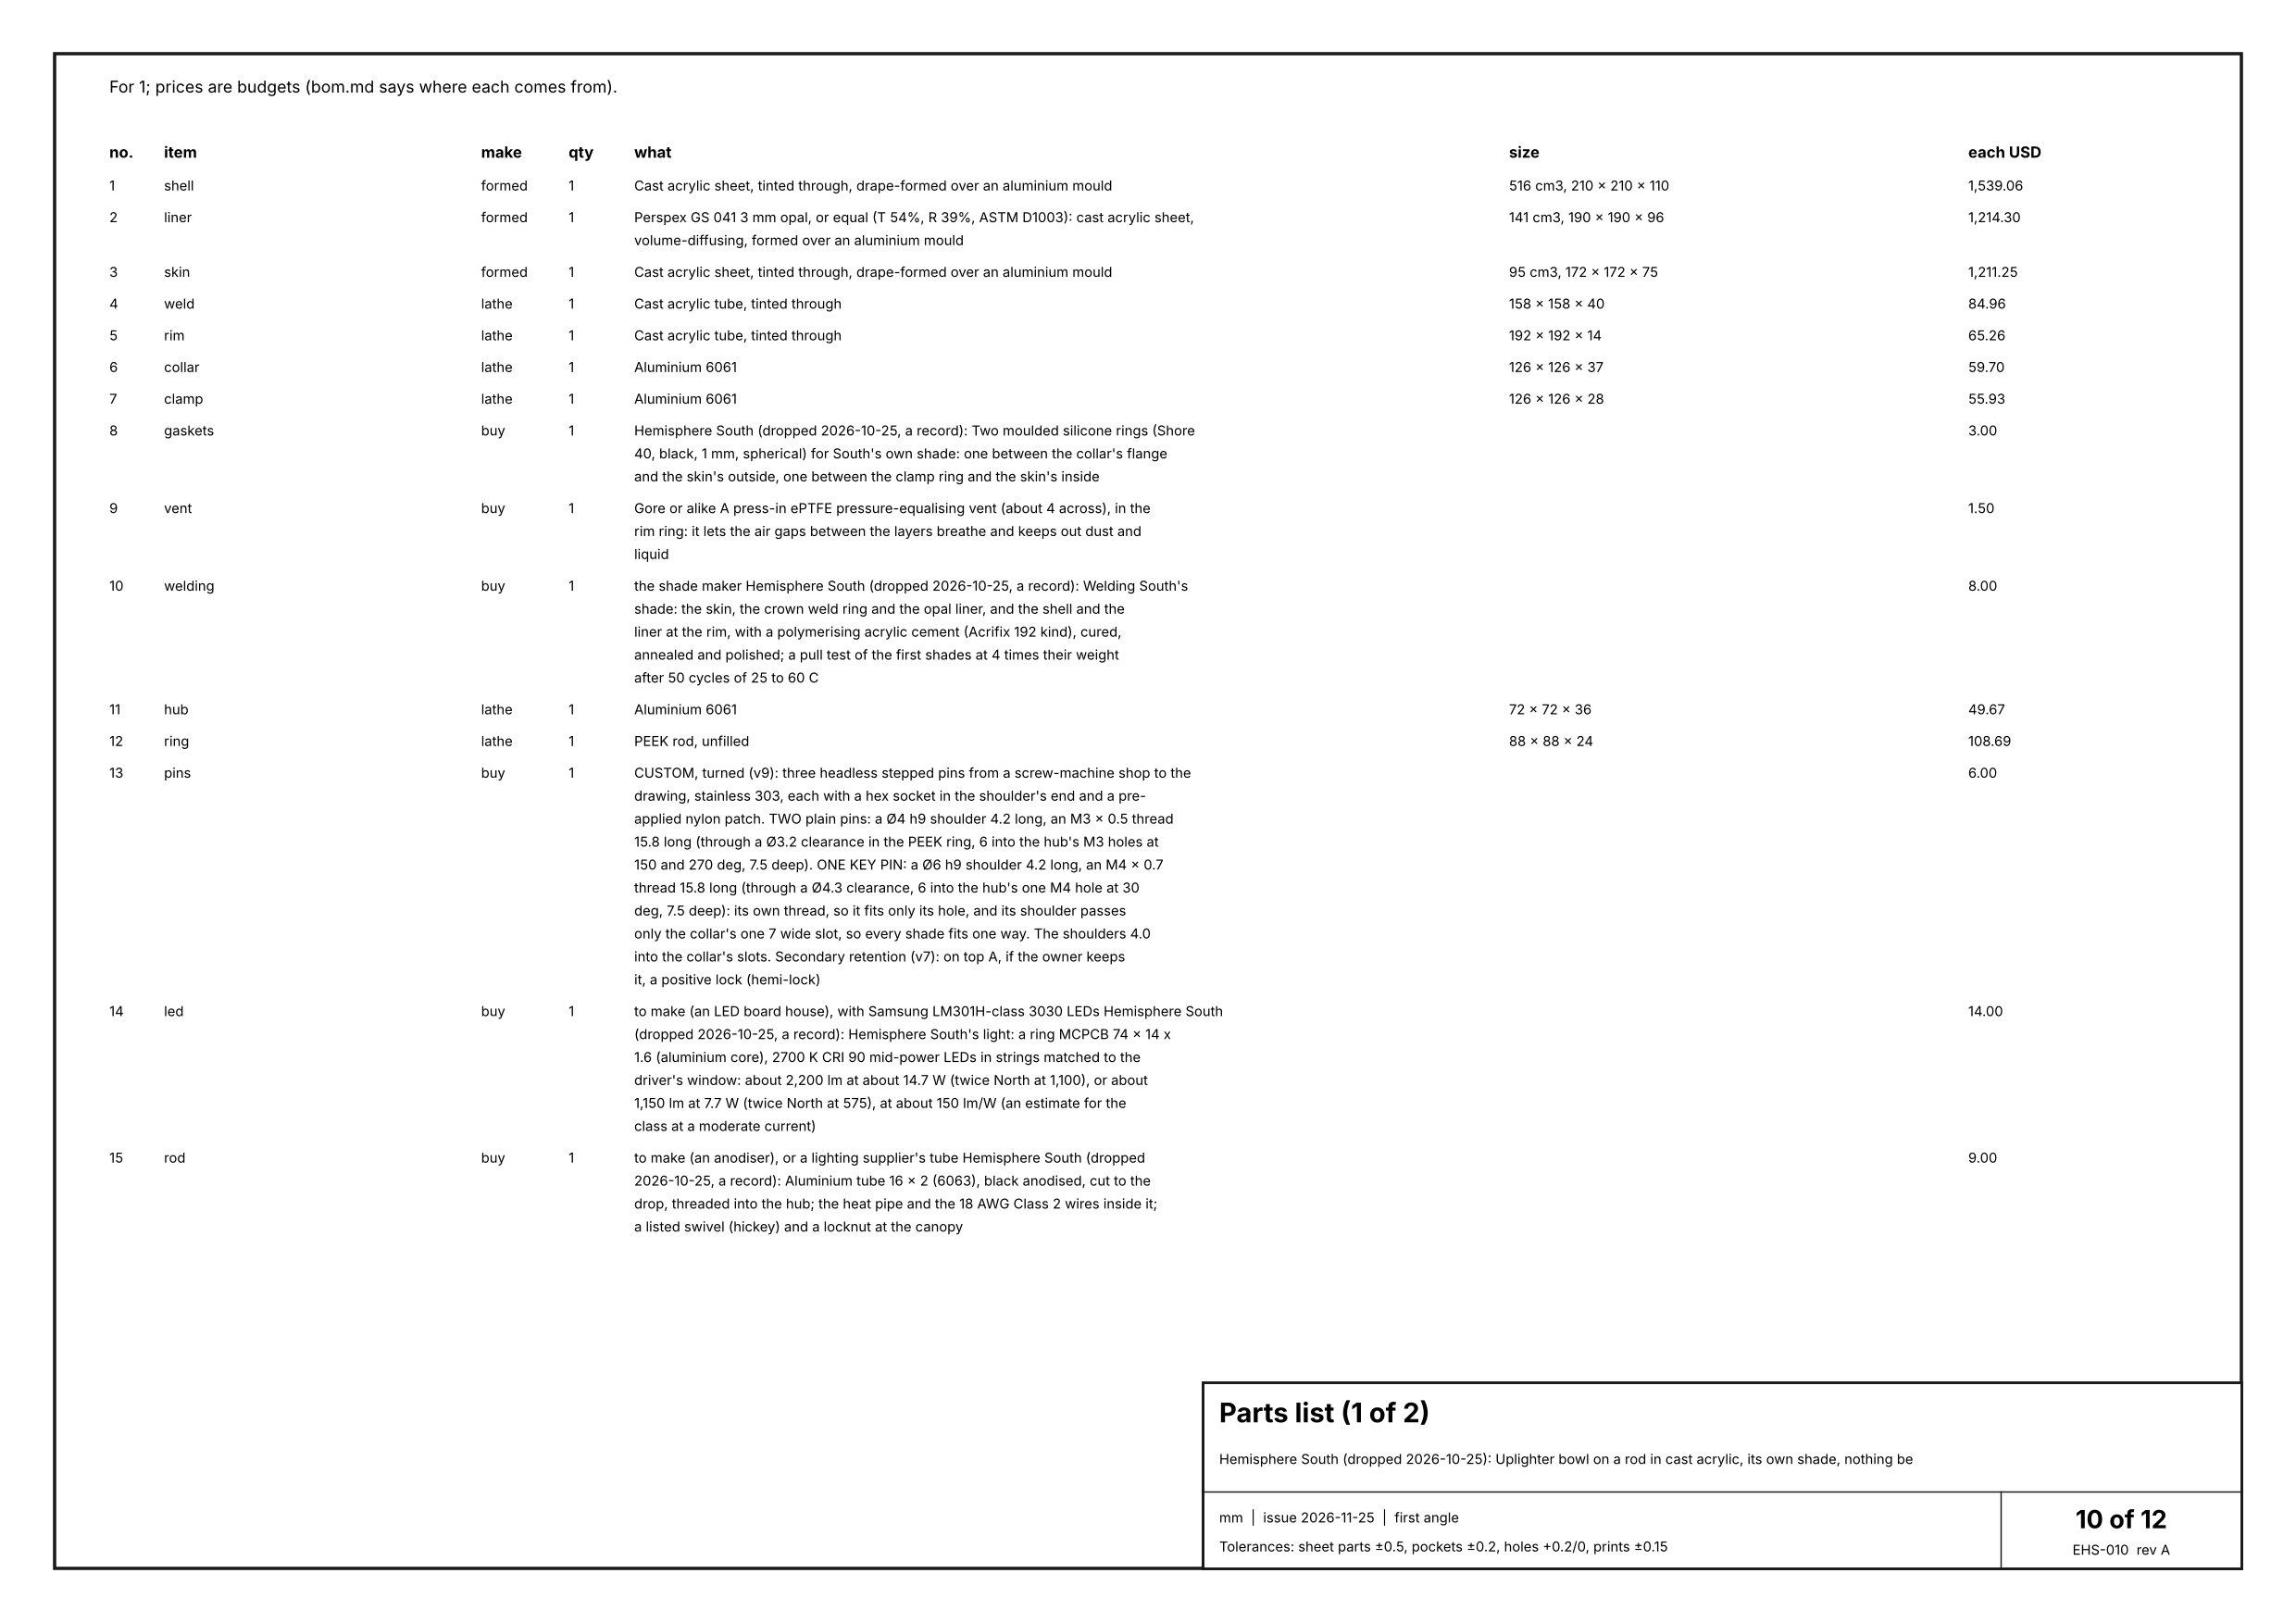 For 1; prices are budgets (bom.md says where each comes from).
no. item make qty what size each USD
1 shell formed 1 Cast acrylic sheet, tinted through, drape-formed over an aluminium mould 516 cm3, 210 × 210 × 110 1,539.06
2 liner formed 1 Perspex GS 041 3 mm opal, or equal (T 54%, R 39%, ASTM D1003): cast acrylic sheet, 141 cm3, 190 × 190 × 96 1,214.30
volume-diffusing, formed over an aluminium mould
3 skin formed 1 Cast acrylic sheet, tinted through, drape-formed over an aluminium mould 95 cm3, 172 × 172 × 75 1,211.25
4 weld lathe 1 Cast acrylic tube, tinted through 158 × 158 × 40 84.96
5 rim lathe 1 Cast acrylic tube, tinted through 192 × 192 × 14 65.26
6 collar lathe 1 Aluminium 6061 126 × 126 × 37 59.70
7 clamp lathe 1 Aluminium 6061 126 × 126 × 28 55.93
8 gaskets buy 1 Hemisphere South (dropped 2026-10-25, a record): Two moulded silicone rings (Shore 3.00
40, black, 1 mm, spherical) for South's own shade: one between the collar's flange
and the skin's outside, one between the clamp ring and the skin's inside
9 vent buy 1 Gore or alike A press-in ePTFE pressure-equalising vent (about 4 across), in the 1.50
rim ring: it lets the air gaps between the layers breathe and keeps out dust and
liquid
10 welding buy 1 the shade maker Hemisphere South (dropped 2026-10-25, a record): Welding South's 8.00
shade: the skin, the crown weld ring and the opal liner, and the shell and the
liner at the rim, with a polymerising acrylic cement (Acrifix 192 kind), cured,
annealed and polished; a pull test of the first shades at 4 times their weight
after 50 cycles of 25 to 60 C
11 hub lathe 1 Aluminium 6061 72 × 72 × 36 49.67
12 ring lathe 1 PEEK rod, unfilled 88 × 88 × 24 108.69
13 pins buy 1 CUSTOM, turned (v9): three headless stepped pins from a screw-machine shop to the 6.00
drawing, stainless 303, each with a hex socket in the shoulder's end and a pre-
applied nylon patch. TWO plain pins: a Ø4 h9 shoulder 4.2 long, an M3 × 0.5 thread
15.8 long (through a Ø3.2 clearance in the PEEK ring, 6 into the hub's M3 holes at
150 and 270 deg, 7.5 deep). ONE KEY PIN: a Ø6 h9 shoulder 4.2 long, an M4 × 0.7
thread 15.8 long (through a Ø4.3 clearance, 6 into the hub's one M4 hole at 30
deg, 7.5 deep): its own thread, so it fits only its hole, and its shoulder passes
only the collar's one 7 wide slot, so every shade fits one way. The shoulders 4.0
into the collar's slots. Secondary retention (v7): on top A, if the owner keeps
it, a positive lock (hemi-lock)
14 led buy 1 to make (an LED board house), with Samsung LM301H-class 3030 LEDs Hemisphere South 14.00
(dropped 2026-10-25, a record): Hemisphere South's light: a ring MCPCB 74 × 14 x
1.6 (aluminium core), 2700 K CRI 90 mid-power LEDs in strings matched to the
driver's window: about 2,200 lm at about 14.7 W (twice North at 1,100), or about
1,150 lm at 7.7 W (twice North at 575), at about 150 lm/W (an estimate for the
class at a moderate current)
15 rod buy 1 to make (an anodiser), or a lighting supplier's tube Hemisphere South (dropped 9.00
2026-10-25, a record): Aluminium tube 16 × 2 (6063), black anodised, cut to the
drop, threaded into the hub; the heat pipe and the 18 AWG Class 2 wires inside it;
a listed swivel (hickey) and a locknut at the canopy
Parts list (1 of 2)
Hemisphere South (dropped 2026-10-25): Uplighter bowl on a rod in cast acrylic, its own shade, nothing be
mm | issue 2026-11-25 | first angle
Tolerances: sheet parts ±0.5, pockets ±0.2, holes +0.2/0, prints ±0.15
10 of 12
EHS-010 rev A